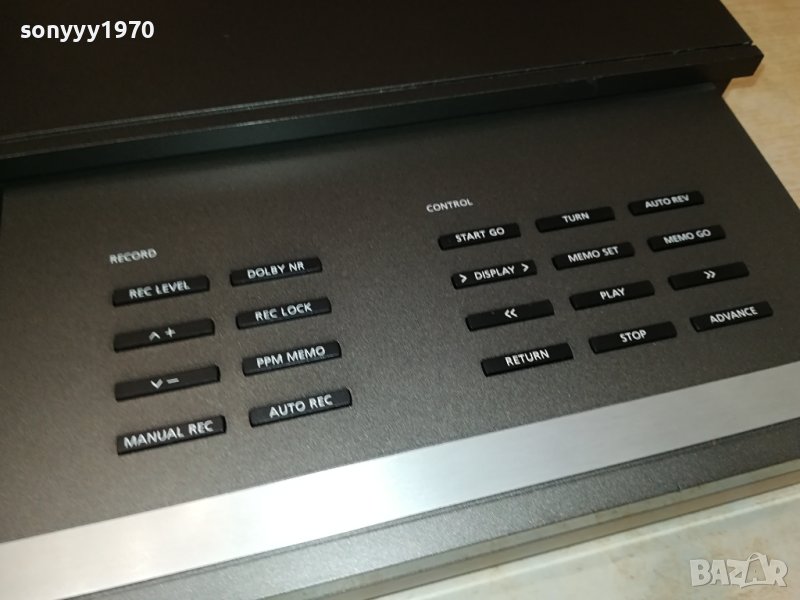 sonyyy1970
RECORD
REC LEVEL DOLBY NR
∧ + REC LOCK
∨ = PPM MEMO
MANUAL REC AUTO REC
CONTROL
START GO TURN AUTO REV
> DISPLAY > MEMO SET MEMO GO
<< PLAY >>
RETURN STOP ADVANCE
BAZAR